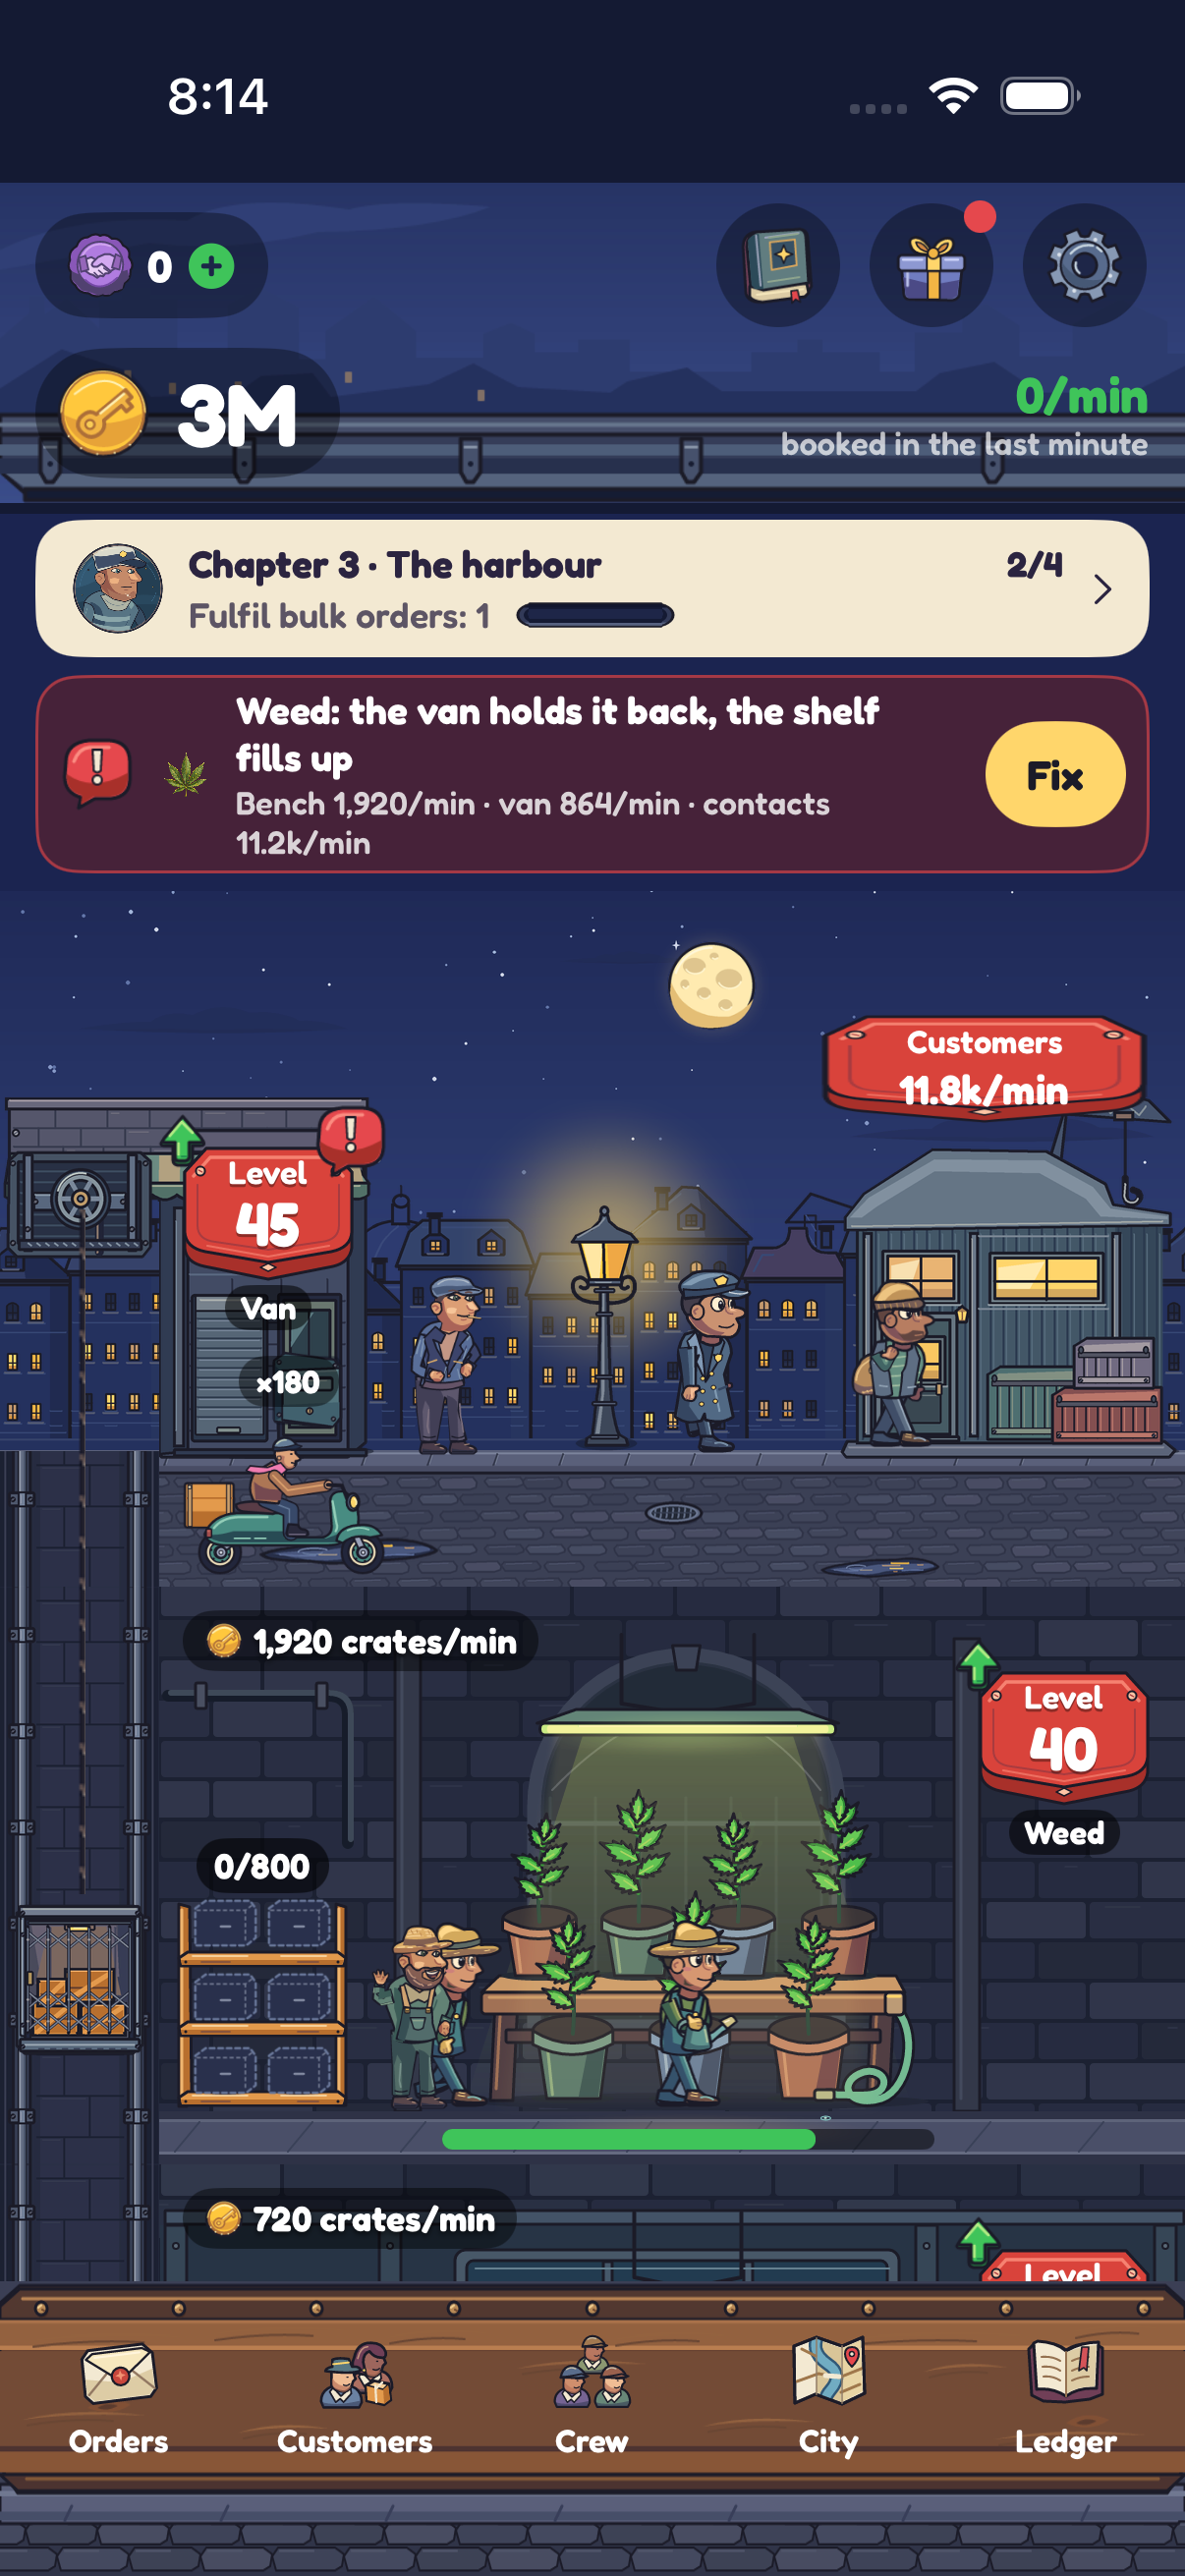 8:14
0
3M
0/min
booked in the last minute
Chapter 3 · The harbour
2/4
Fulfil bulk orders: 1
Weed: the van holds it back, the shelf
fills up
Bench 1,920/min · van 864/min · contacts
11.2k/min
Fix
Customers
11.8k/min
Level
45
Van
×180
1,920 crates/min
Level
40
Weed
0/800
720 crates/min
Level
Orders
Customers
Crew
City
Ledger